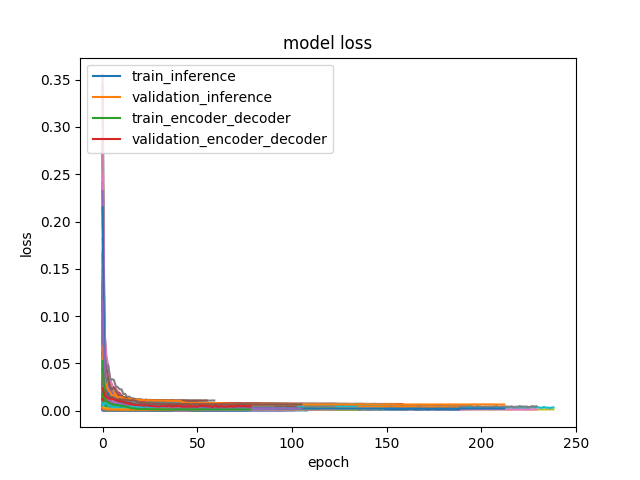 model loss
train_inference
validation_inference
train_encoder_decoder
validation_encoder_decoder
loss
0.35
0.30
0.25
0.20
0.15
0.10
0.05
0.00
0 50 100 150 200 250
epoch